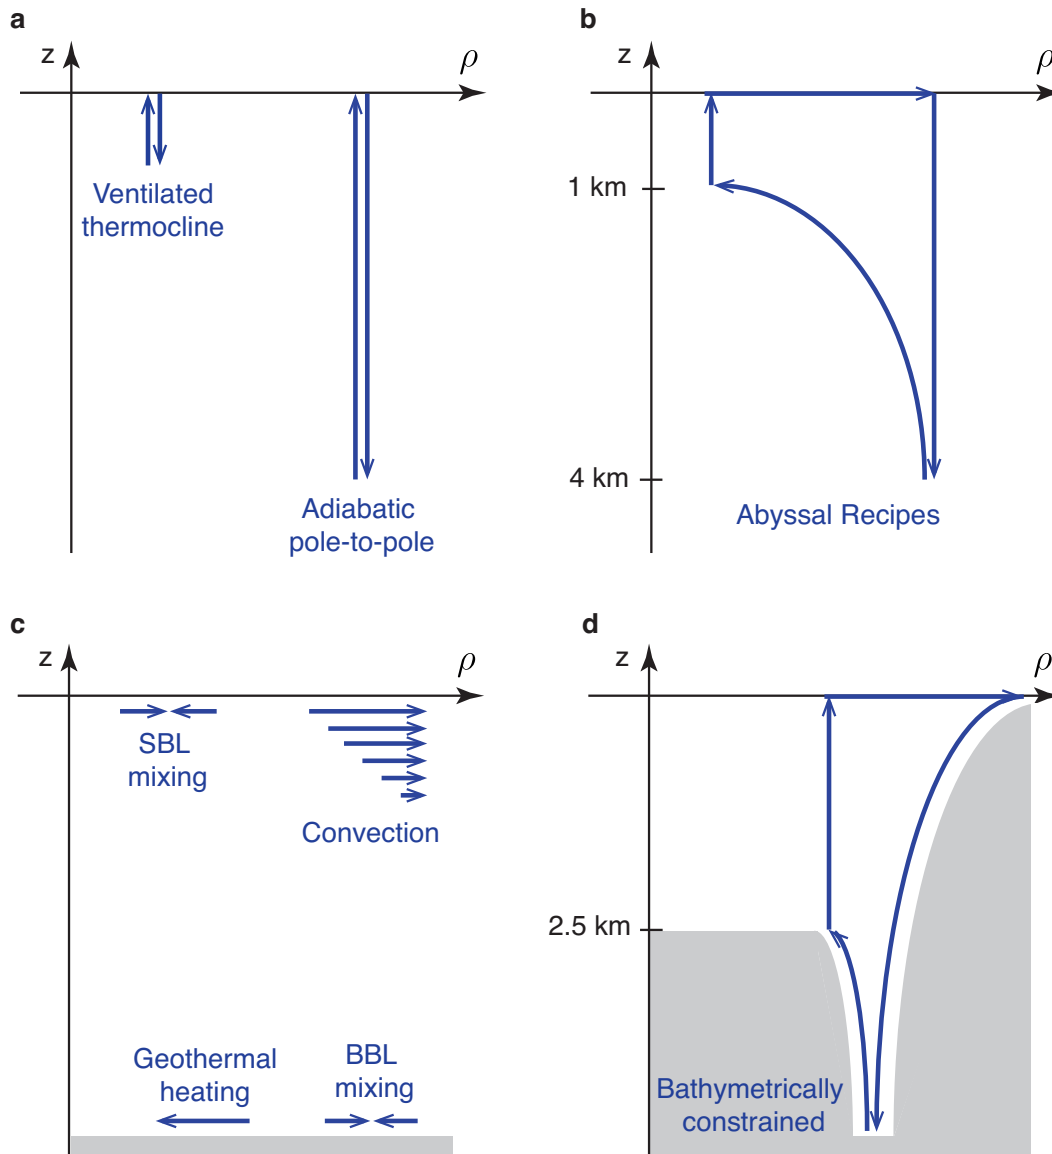 a
z
ρ
Ventilated
thermocline
Adiabatic
pole-to-pole
b
z
ρ
1 km
4 km
Abyssal Recipes
c
z
ρ
SBL
mixing
Convection
Geothermal
heating
BBL
mixing
d
z
ρ
2.5 km
Bathymetrically
constrained